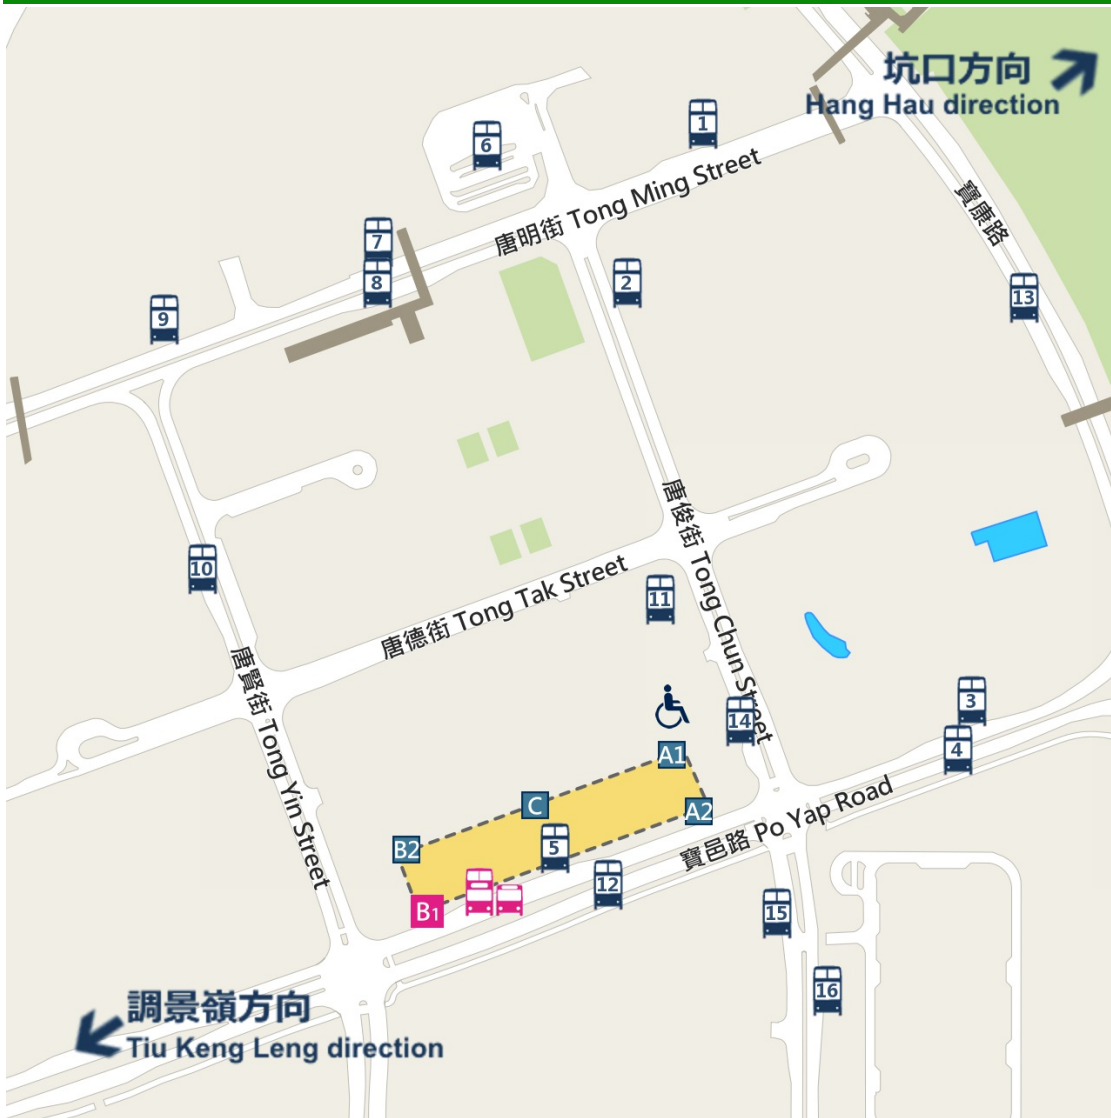 坑口方向
Hang Hau direction
1
6
唐明街 Tong Ming Street
寶康路
7
2
8
13
9
唐俊街 Tong Chun Street
10
唐德街 Tong Tak Street
11
唐賢街 Tong Yin Street
3
14
4
A1
C
A2
B2
5
寶邑路 Po Yap Road
12
B1
15
16
調景嶺方向
Tiu Keng Leng direction